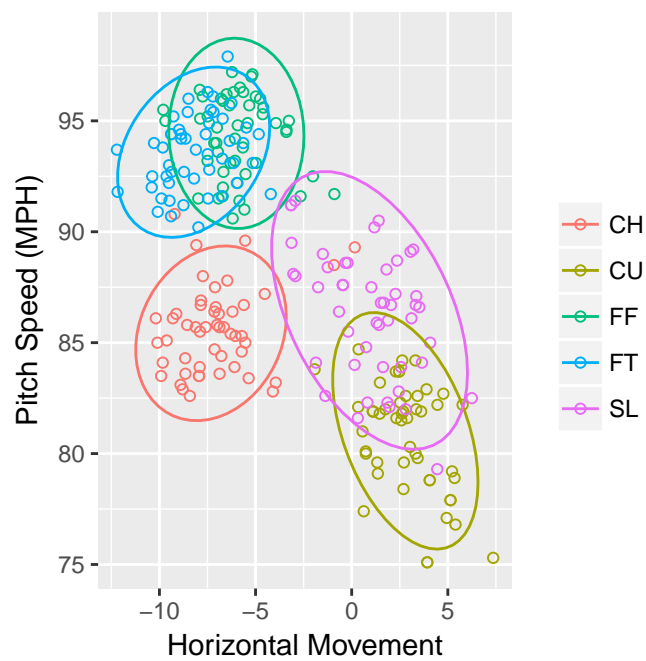 95
90
85
80
75
−10
−5
0
5
Pitch Speed (MPH)
Horizontal Movement
CH
CU
FF
FT
SL